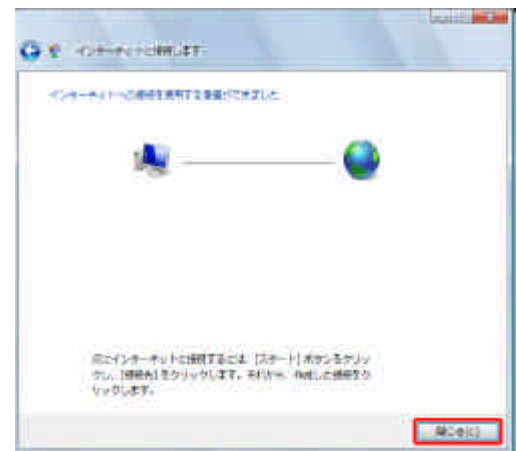 インターネットに接続します
インターネットへの接続を使用する準備ができました
次にインターネットに接続するには、[スタート] ボタンをクリッ
クし、[接続先] をクリックします。それから、作成した接続をク
リックします。
閉じる(C)